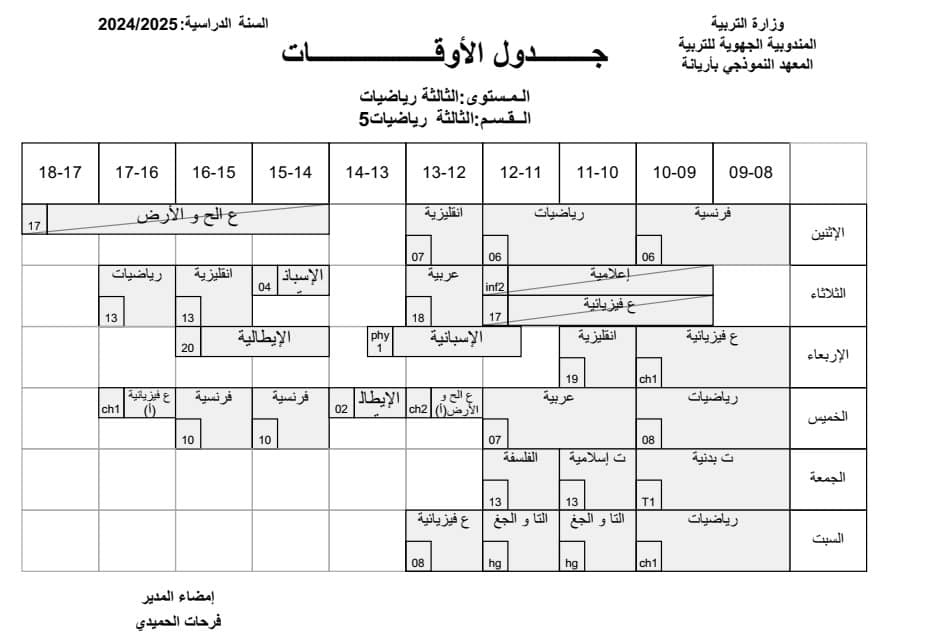 وزارة التربية
المندوبية الجهوية للتربية
المعهد النموذجي بأريانة
السنة الدراسية: 2024/2025
جـــــدول الأوقـــــــــــات
المستوى:الثالثة رياضيات
القسم:الثالثة رياضيات5
09-08 10-09 11-10 12-11 13-12 14-13 15-14 16-15 17-16 18-17
الإثنين
فرنسية 06
رياضيات 06
انقليزية 07
ع الح و الأرض 17
الثلاثاء
إعلامية inf2
ع فيزيائية 17
عربية 18
الإسباني 04
انقليزية 13
رياضيات 13
الإربعاء
ع فيزيائية ch1
انقليزية 19
الإسبانية phy 1
الإيطالية 20
الخميس
رياضيات 08
عربية 07
ع الح و
الأرض(أ) ch2
الإيطالي 02
فرنسية 10
فرنسية 10
ع فيزيائية
(أ) ch1
الجمعة
ت بدنية T1
ت إسلامية 13
الفلسفة 13
السبت
رياضيات ch1
التا و الجغ hg
التا و الجغ hg
ع فيزيائية 08
إمضاء المدير
فرحات الحميدي